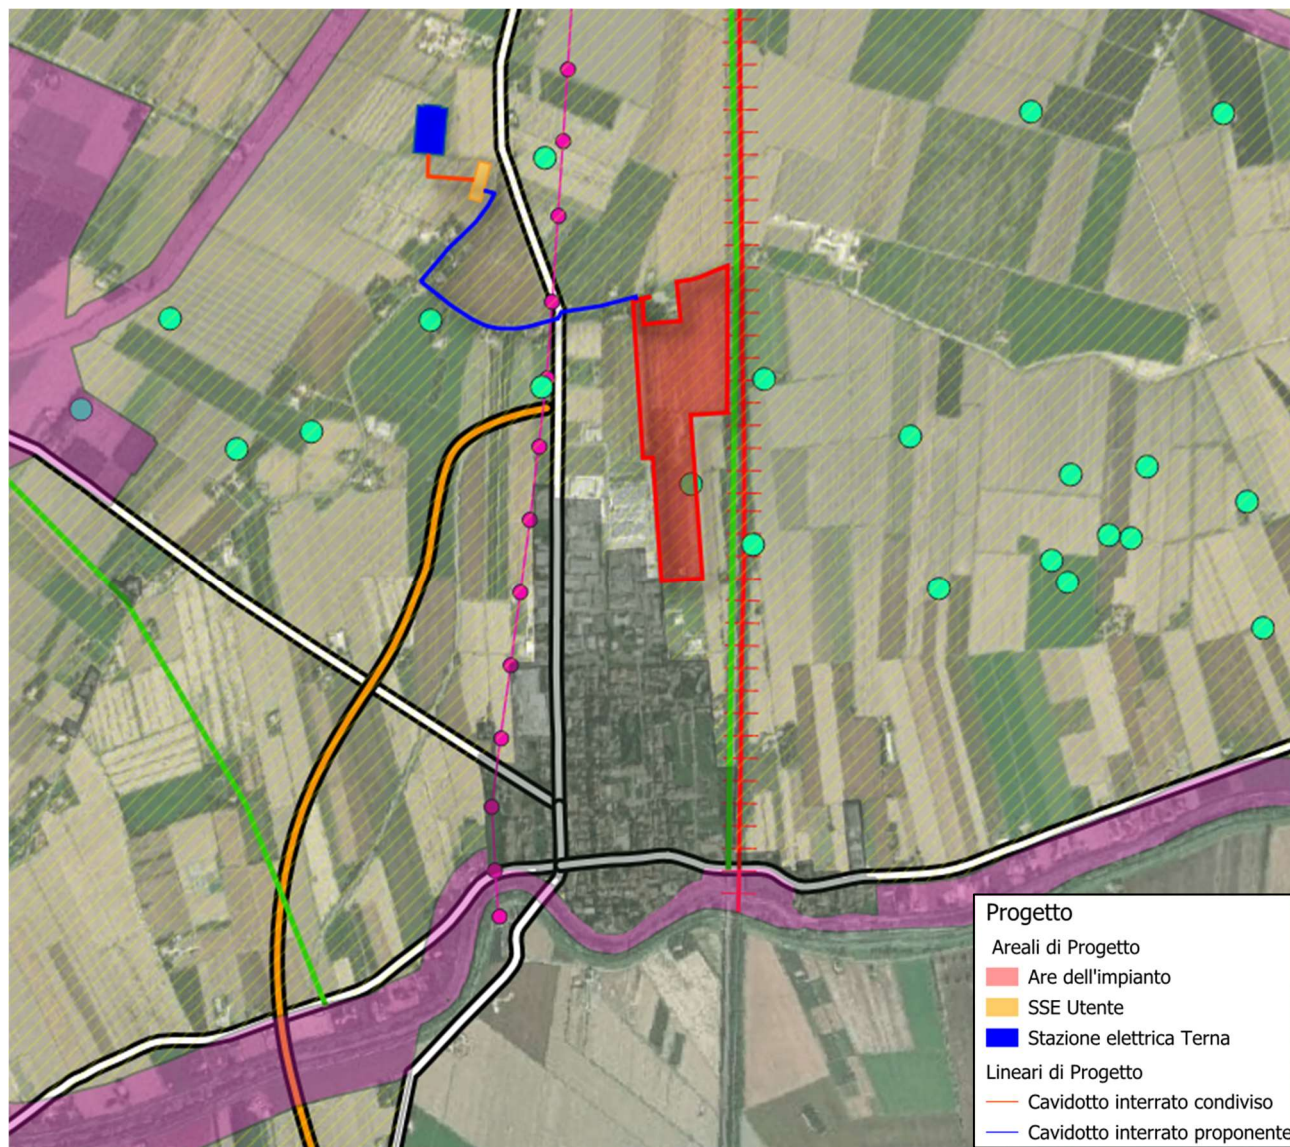 Progetto
Areali di Progetto
Are dell'impianto
SSE Utente
Stazione elettrica Terna
Lineari di Progetto
Cavidotto interrato condiviso
Cavidotto interrato proponente